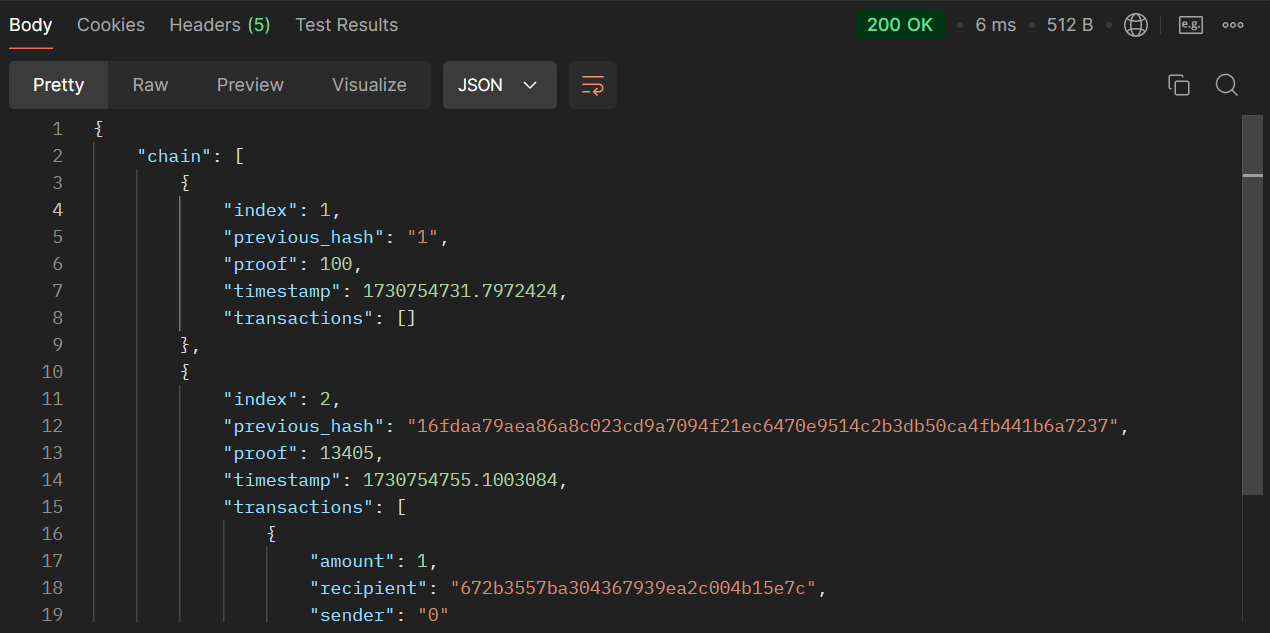 Body Cookies Headers (5) Test Results 200 OK • 6 ms • 512 B • e.g. ooo
Pretty Raw Preview Visualize JSON
1 {
2 "chain": [
3 {
4 "index": 1,
5 "previous_hash": "1",
6 "proof": 100,
7 "timestamp": 1730754731.7972424,
8 "transactions": []
9 },
10 {
11 "index": 2,
12 "previous_hash": "16fdaa79aea86a8c023cd9a7094f21ec6470e9514c2b3db50ca4fb441b6a7237",
13 "proof": 13405,
14 "timestamp": 1730754755.1003084,
15 "transactions": [
16 {
17 "amount": 1,
18 "recipient": "672b3557ba304367939ea2c004b15e7c",
19 "sender": "0"